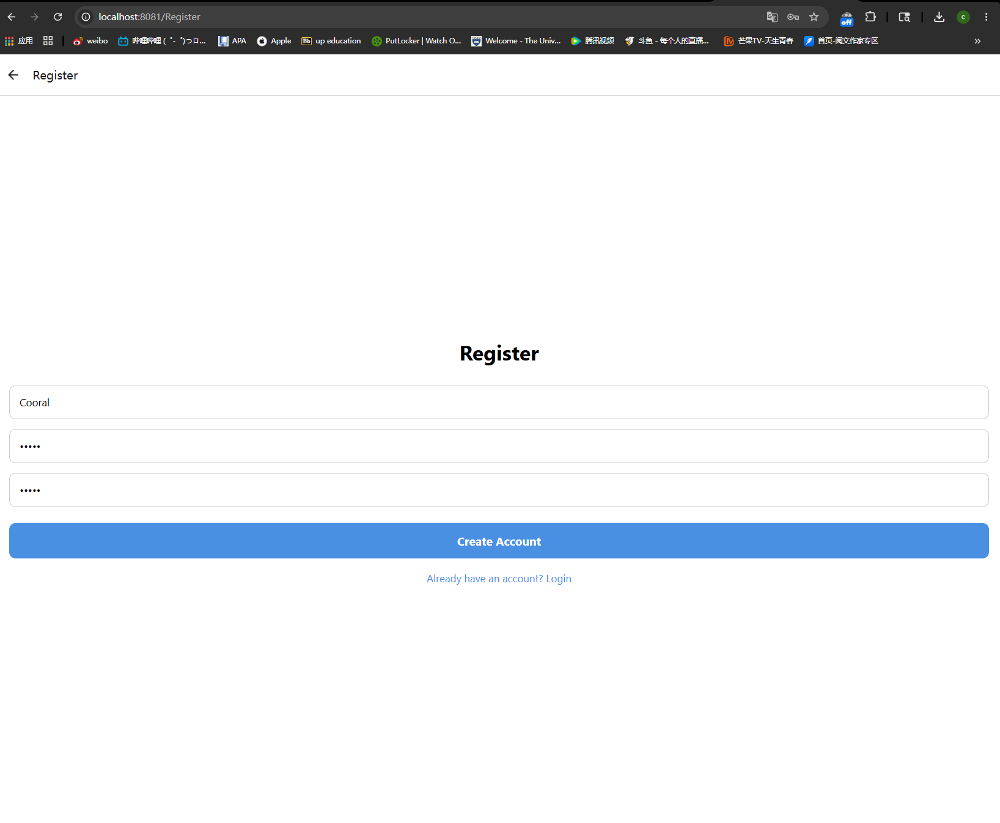 localhost:8081/Register
off
c
应用
weibo
哔哩哔哩 ( ゜- ゜)つロ...
APA
Apple
Bb up education
PutLocker | Watch O...
Welcome - The Univ...
腾讯视频
斗鱼 - 每个人的直播...
芒果TV-天生青春
首页-阅文作家专区
Register
Register
Cooral
•••••
•••••
Create Account
Already have an account? Login